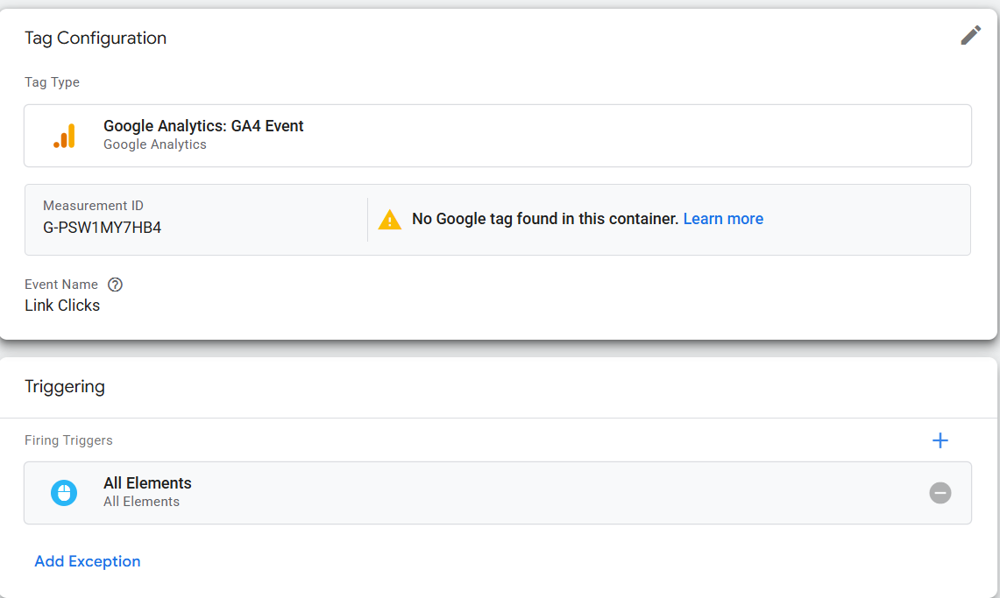 Tag Configuration
Tag Type
Google Analytics: GA4 Event
Google Analytics
Measurement ID
G-PSW1MY7HB4
No Google tag found in this container. Learn more
Event Name
Link Clicks
Triggering
Firing Triggers
All Elements
All Elements
Add Exception